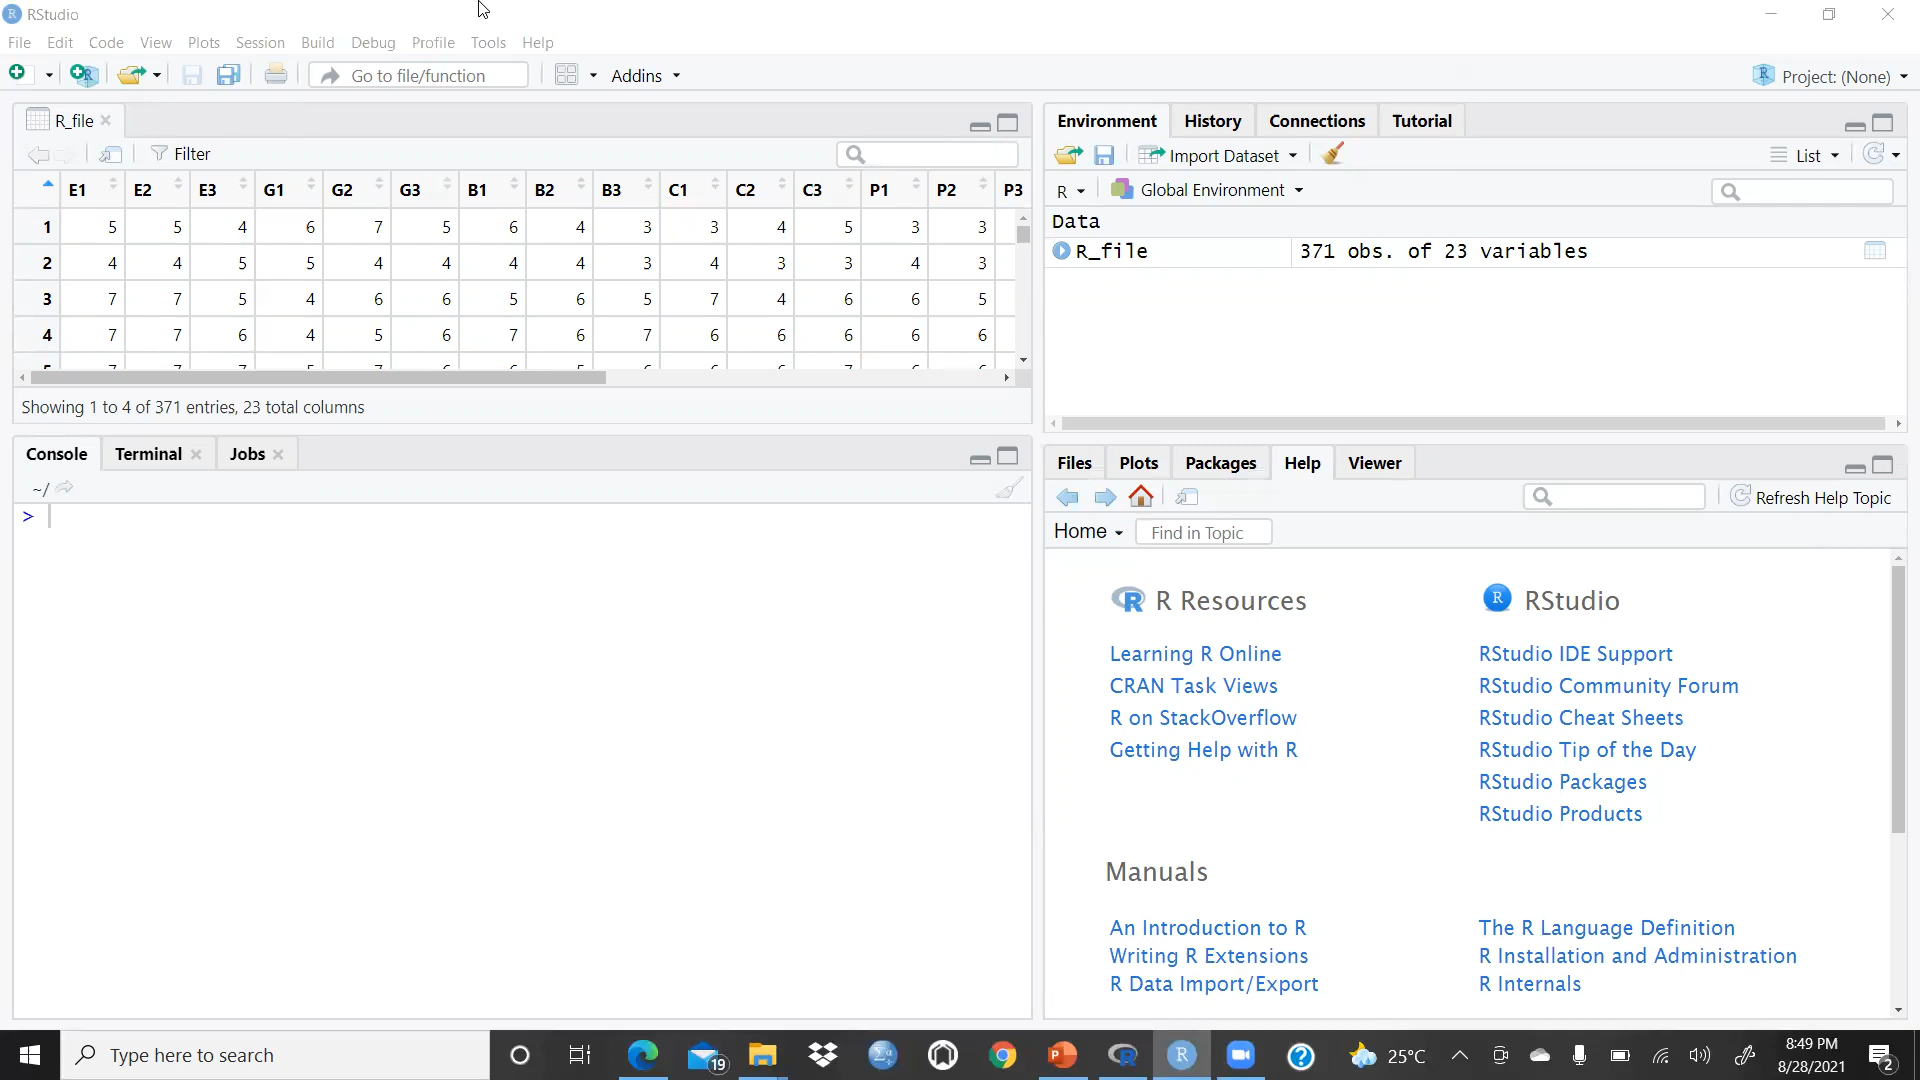 RStudio
File Edit Code View Plots Session Build Debug Profile Tools Help
Go to file/function Addins Project: (None)
R_file
Filter
E1 E2 E3 G1 G2 G3 B1 B2 B3 C1 C2 C3 P1 P2 P3
1 5 5 4 6 7 5 6 4 3 3 4 5 3 3
2 4 4 5 5 4 4 4 4 3 4 3 3 4 3
3 7 7 5 4 6 6 5 6 5 7 4 6 6 5
4 7 7 6 4 5 6 7 6 7 6 6 6 6 6
Showing 1 to 4 of 371 entries, 23 total columns
Console Terminal Jobs
~/
>
Environment History Connections Tutorial
Import Dataset List
R Global Environment
Data
R_file 371 obs. of 23 variables
Files Plots Packages Help Viewer
Refresh Help Topic
Home Find in Topic
R Resources
Learning R Online
CRAN Task Views
R on StackOverflow
Getting Help with R
RStudio
RStudio IDE Support
RStudio Community Forum
RStudio Cheat Sheets
RStudio Tip of the Day
RStudio Packages
RStudio Products
Manuals
An Introduction to R
Writing R Extensions
R Data Import/Export
The R Language Definition
R Installation and Administration
R Internals
Type here to search
19
25°C
8:49 PM
8/28/2021
2